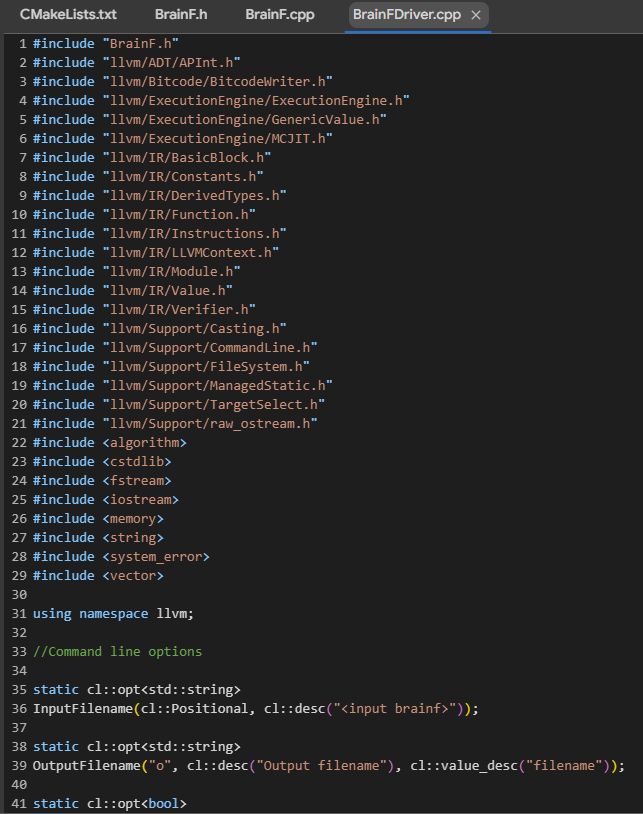 CMakeLists.txt BrainF.h BrainF.cpp BrainFDriver.cpp ×
1 #include "BrainF.h"
2 #include "llvm/ADT/APInt.h"
3 #include "llvm/Bitcode/BitcodeWriter.h"
4 #include "llvm/ExecutionEngine/ExecutionEngine.h"
5 #include "llvm/ExecutionEngine/GenericValue.h"
6 #include "llvm/ExecutionEngine/MCJIT.h"
7 #include "llvm/IR/BasicBlock.h"
8 #include "llvm/IR/Constants.h"
9 #include "llvm/IR/DerivedTypes.h"
10 #include "llvm/IR/Function.h"
11 #include "llvm/IR/Instructions.h"
12 #include "llvm/IR/LLVMContext.h"
13 #include "llvm/IR/Module.h"
14 #include "llvm/IR/Value.h"
15 #include "llvm/IR/Verifier.h"
16 #include "llvm/Support/Casting.h"
17 #include "llvm/Support/CommandLine.h"
18 #include "llvm/Support/FileSystem.h"
19 #include "llvm/Support/ManagedStatic.h"
20 #include "llvm/Support/TargetSelect.h"
21 #include "llvm/Support/raw_ostream.h"
22 #include <algorithm>
23 #include <cstdlib>
24 #include <fstream>
25 #include <iostream>
26 #include <memory>
27 #include <string>
28 #include <system_error>
29 #include <vector>
30
31 using namespace llvm;
32
33 //Command line options
34
35 static cl::opt<std::string>
36 InputFilename(cl::Positional, cl::desc("<input brainf>"));
37
38 static cl::opt<std::string>
39 OutputFilename("o", cl::desc("Output filename"), cl::value_desc("filename"));
40
41 static cl::opt<bool>